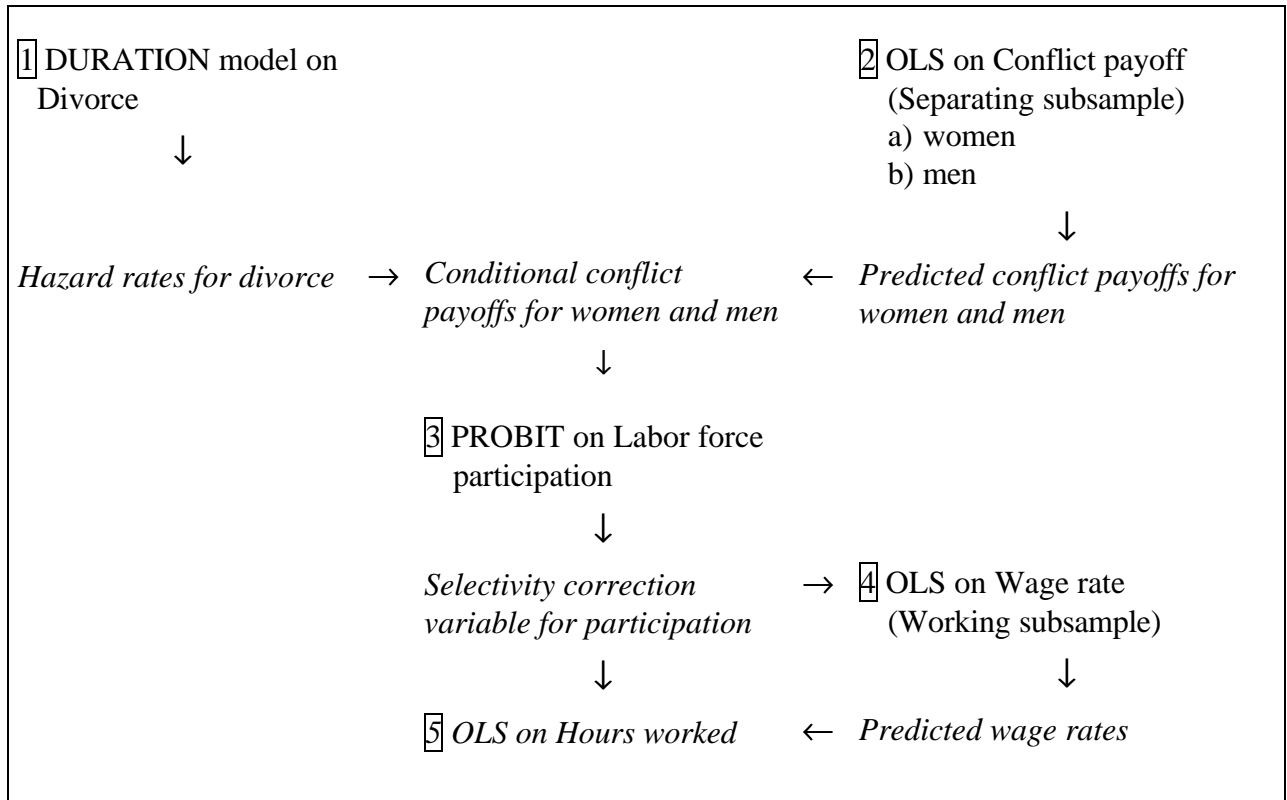 1 DURATION model on
Divorce
↓
2 OLS on Conflict payoff
(Separating subsample)
a) women
b) men
↓
Hazard rates for divorce → Conditional conflict
payoffs for women and men ← Predicted conflict payoffs for
women and men
↓
3 PROBIT on Labor force
participation
↓
Selectivity correction
variable for participation
→ 4 OLS on Wage rate
(Working subsample)
↓ ↓
5 OLS on Hours worked ← Predicted wage rates